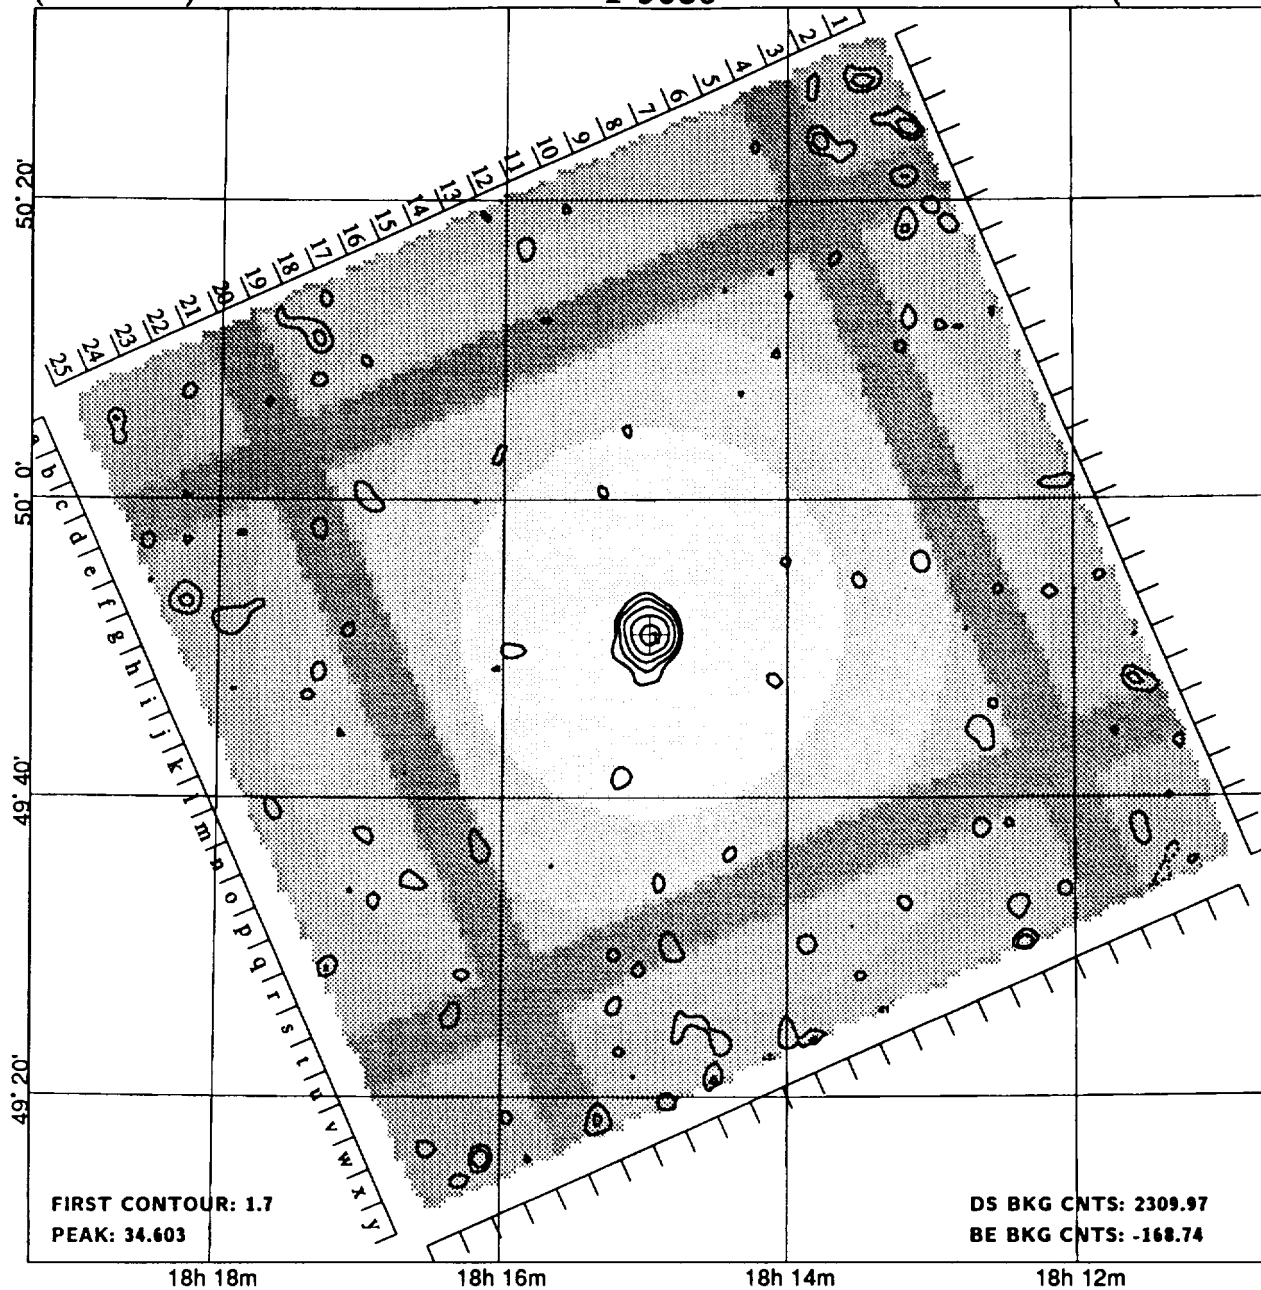 1 2 3 4 5 6 7 8 9 10 11 12 13 14 15 16 17 18 19 20 21 22 23 24 25
50° 20'
50° 0'
49° 40'
49° 20'
a b c d e f g h i j k l m n o p q r s t u v w x y
FIRST CONTOUR: 1.7
PEAK: 34.603
DS BKG CNTS: 2309.97
BE BKG CNTS: -168.74
18h 18m 18h 16m 18h 14m 18h 12m